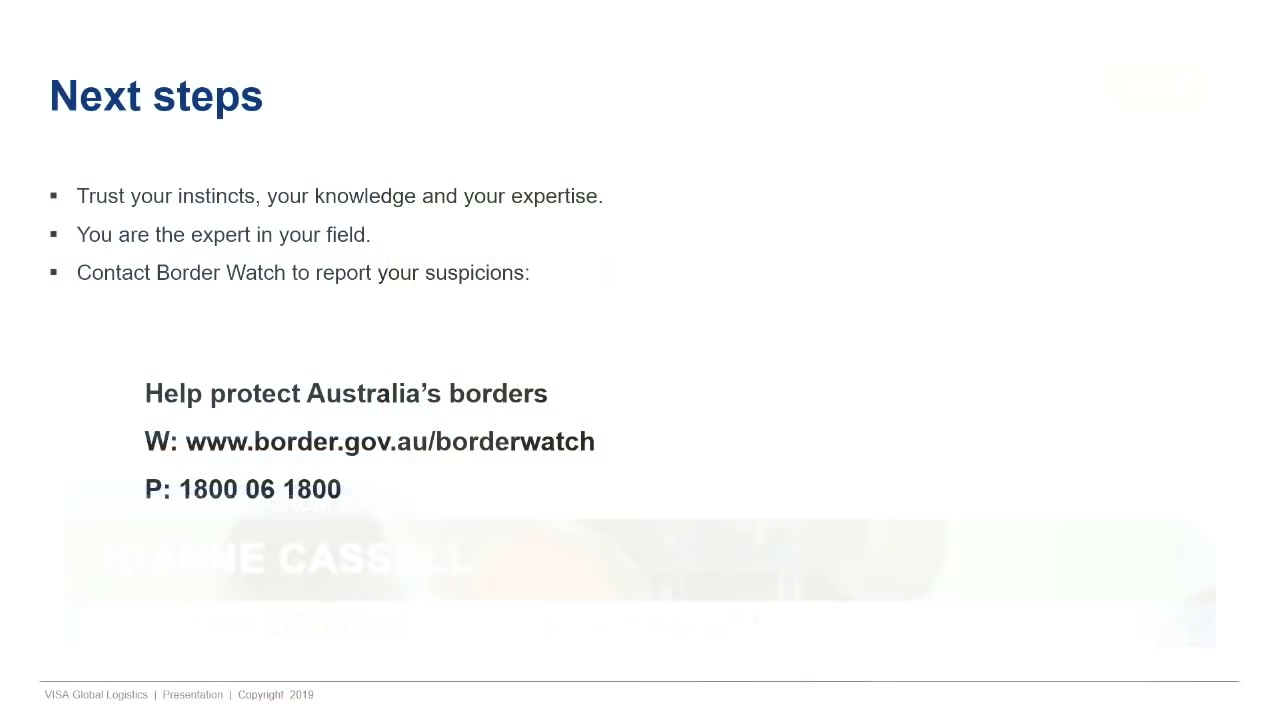 Next steps
▪ Trust your instincts, your knowledge and your expertise.
▪ You are the expert in your field.
▪ Contact Border Watch to report your suspicions:
Help protect Australia’s borders
W: www.border.gov.au/borderwatch
P: 1800 06 1800
CASSELL
VISA Global Logistics | Presentation | Copyright 2019